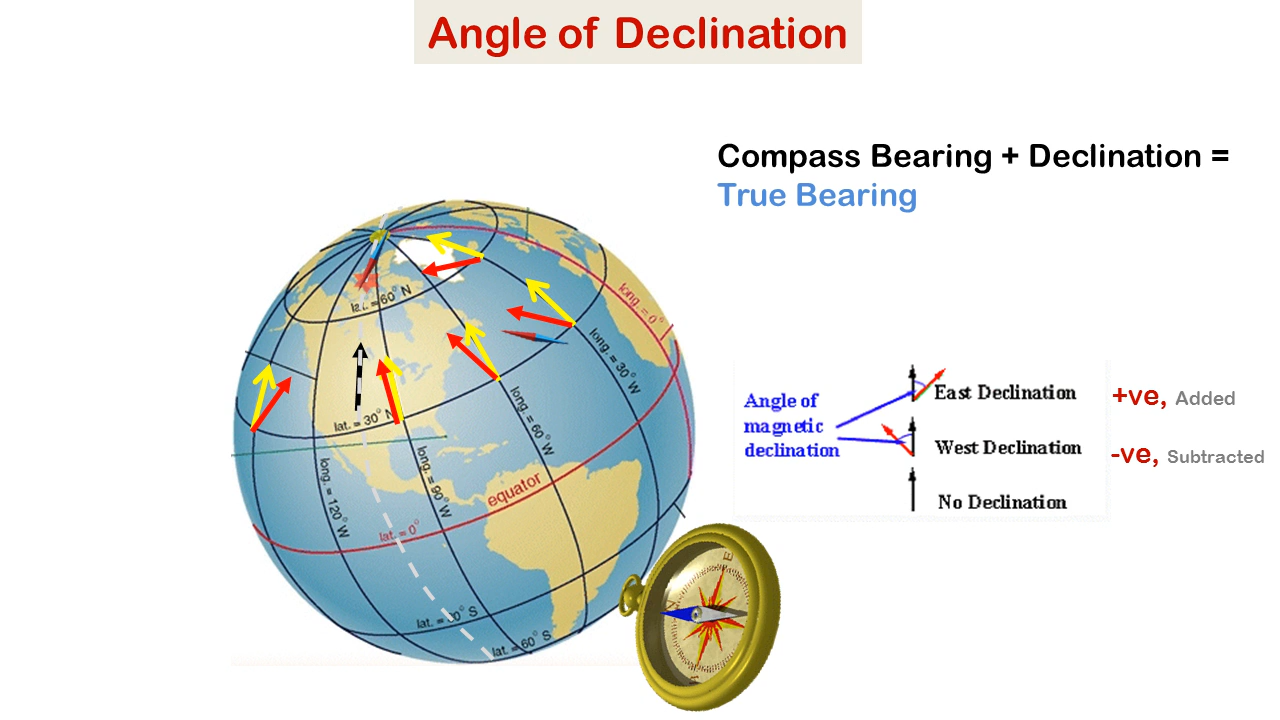 Angle of Declination
Compass Bearing + Declination =
True Bearing
long. = 0°
lat. = 60° N
long. = 30° W
lat. = 30° N
long. = 60° W
long. = 90° W
long. = 120° W
equator
lat. = 0°
lat. = 30° S
lat. = 60° S
Angle of
magnetic
declination
East Declination
+ve, Added
West Declination
-ve, Subtracted
No Declination
E